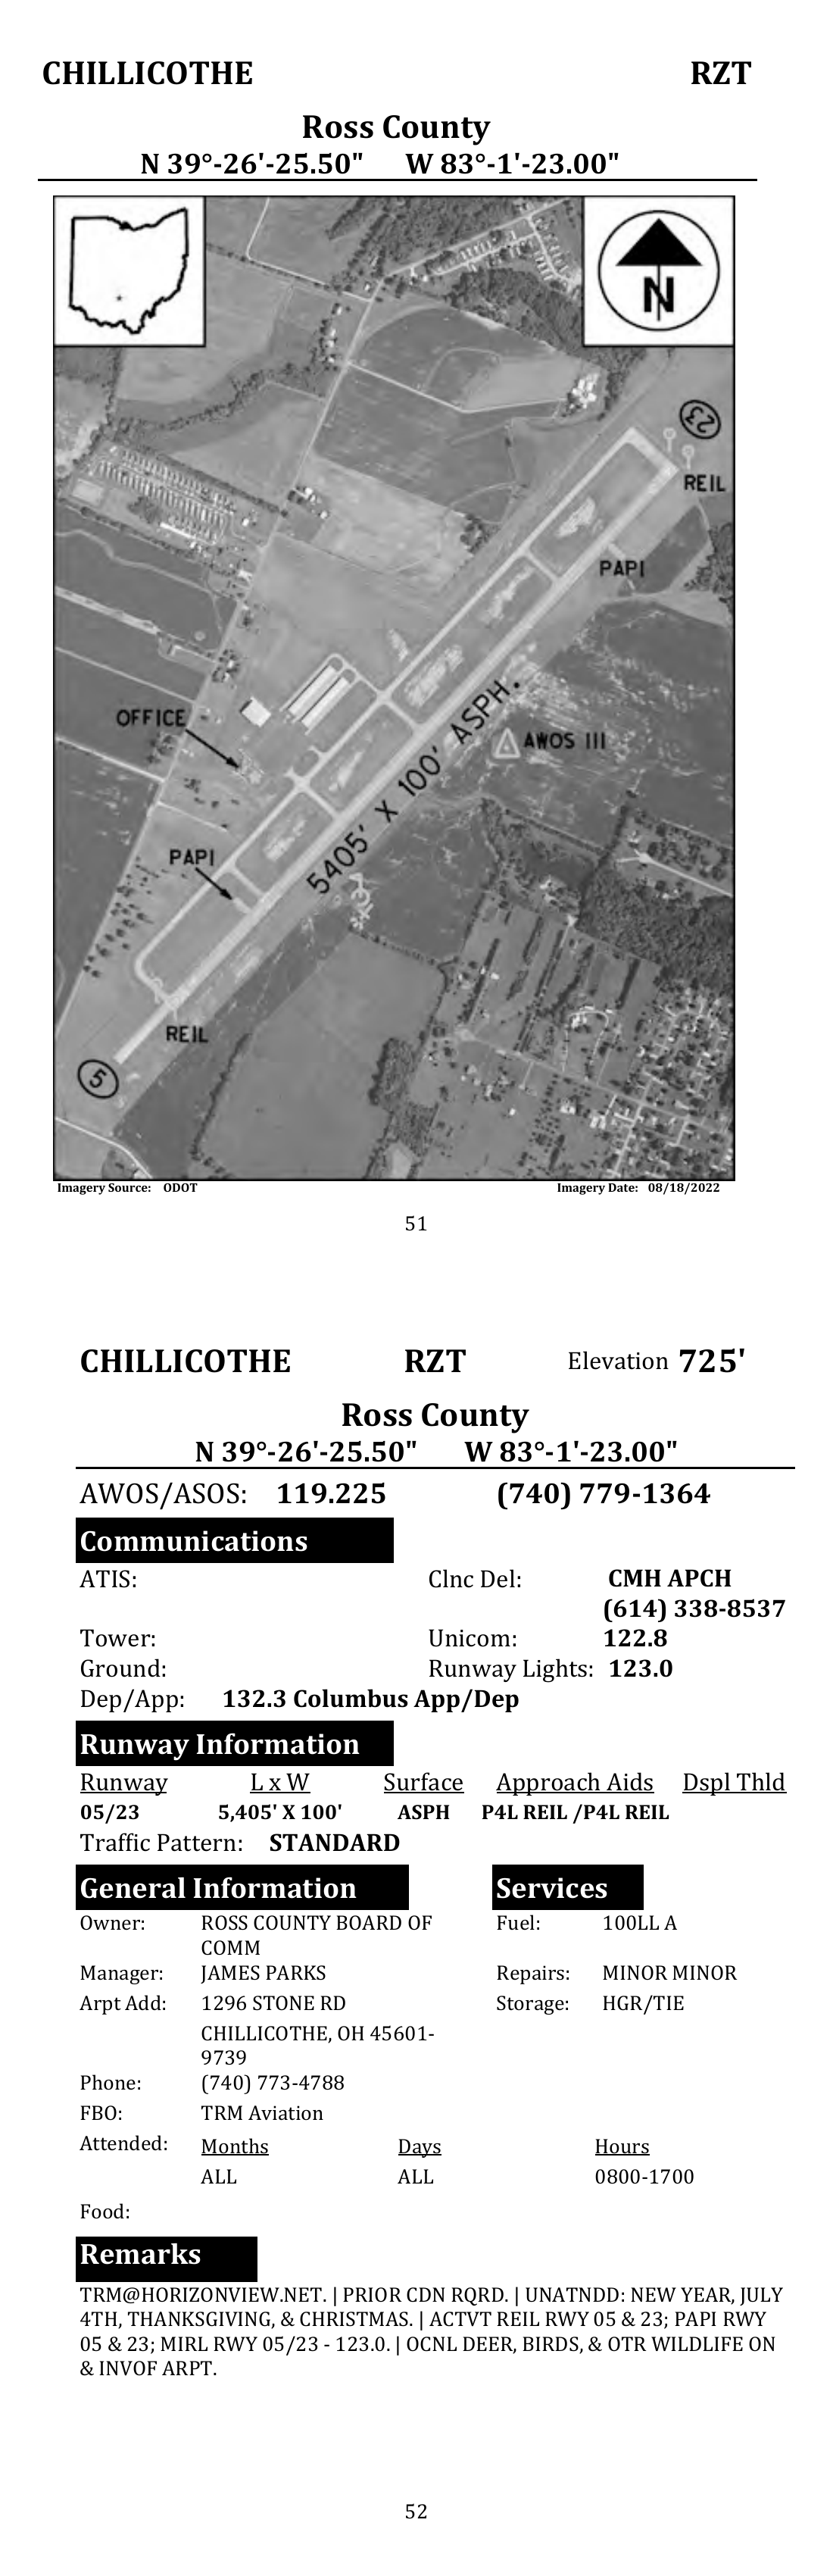 CHILLICOTHE RZT
Ross County
N 39°-26'-25.50" W 83°-1'-23.00"
N
23
REIL
PAPI
OFFICE
5405' X 100' ASPH.
AWOS III
PAPI
REIL
5
Imagery Source: ODOT Imagery Date: 08/18/2022
51
CHILLICOTHE RZT Elevation 725'
Ross County
N 39°-26'-25.50" W 83°-1'-23.00"
AWOS/ASOS: 119.225 (740) 779-1364
Communications
ATIS: Clnc Del: CMH APCH
(614) 338-8537
Tower: Unicom: 122.8
Ground: Runway Lights: 123.0
Dep/App: 132.3 Columbus App/Dep
Runway Information
Runway L x W Surface Approach Aids Dspl Thld
05/23 5,405' X 100' ASPH P4L REIL /P4L REIL
Traffic Pattern: STANDARD
General Information Services
Owner: ROSS COUNTY BOARD OF Fuel: 100LL A
COMM
Manager: JAMES PARKS Repairs: MINOR MINOR
Arpt Add: 1296 STONE RD Storage: HGR/TIE
CHILLICOTHE, OH 45601-
9739
Phone: (740) 773-4788
FBO: TRM Aviation
Attended: Months Days Hours
ALL ALL 0800-1700
Food:
Remarks
TRM@HORIZONVIEW.NET. | PRIOR CDN RQRD. | UNATNDD: NEW YEAR, JULY
4TH, THANKSGIVING, & CHRISTMAS. | ACTVT REIL RWY 05 & 23; PAPI RWY
05 & 23; MIRL RWY 05/23 - 123.0. | OCNL DEER, BIRDS, & OTR WILDLIFE ON
& INVOF ARPT.
52